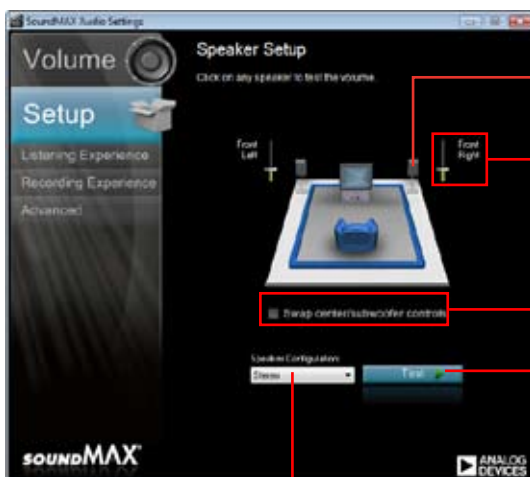 SoundMAX Audio Settings
Volume
Setup
Listening Experience
Recording Experience
Advanced
Speaker Setup
Click on any speaker to test the volume.
Front
Left
Front
Right
Swap center/subwoofer controls
Speaker Configuration:
Stereo
Test
SOUNDMAX
ANALOG
DEVICES